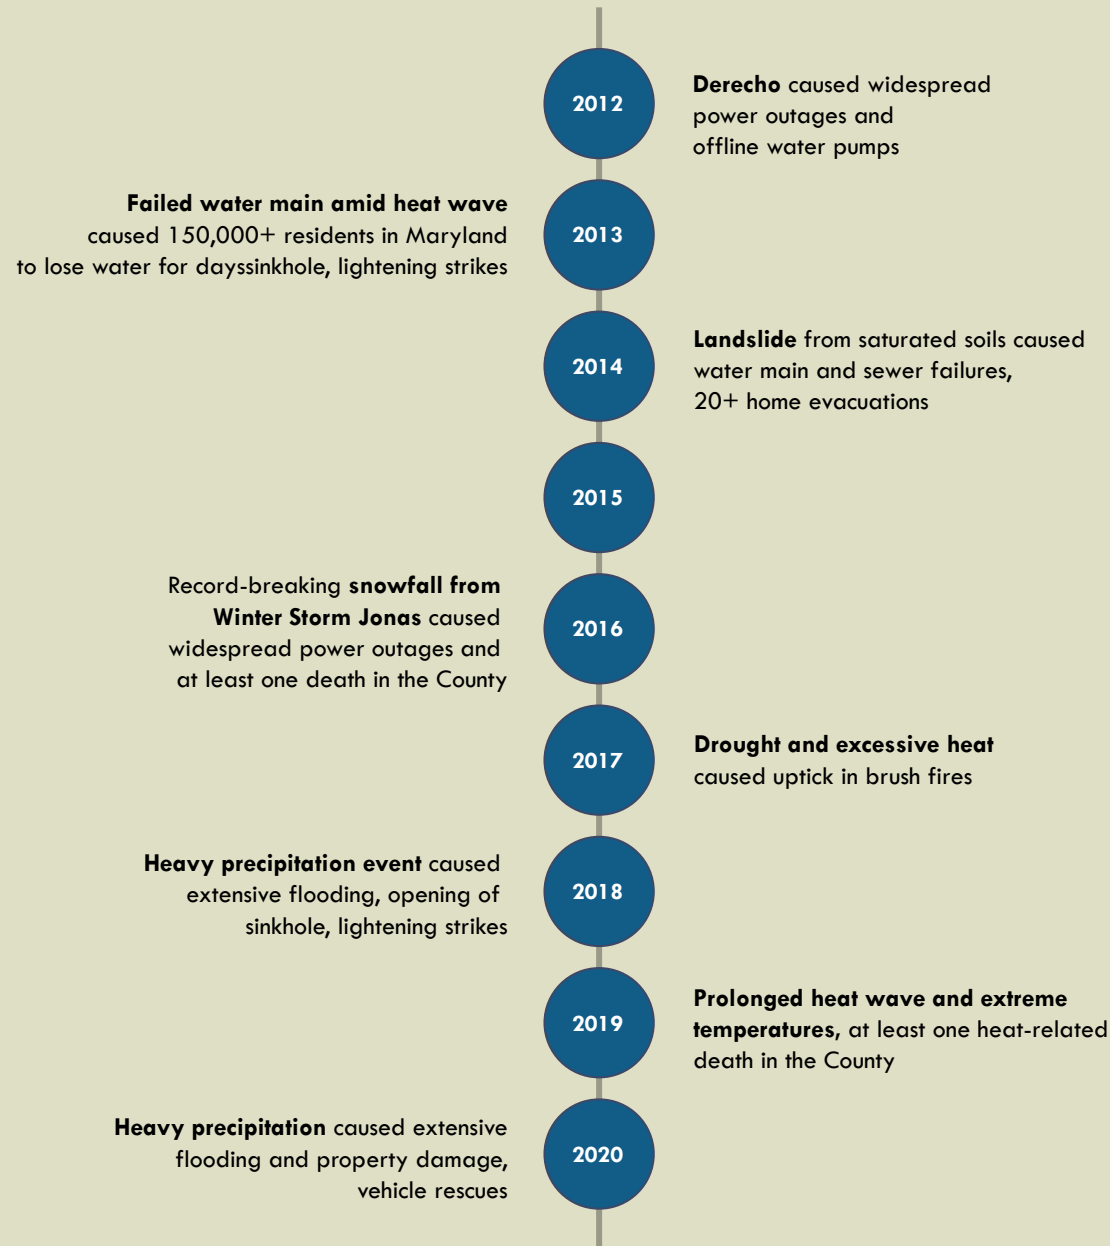 2012
Derecho caused widespread
power outages and
offline water pumps
Failed water main amid heat wave
caused 150,000+ residents in Maryland
to lose water for dayssinkhole, lightening strikes
2013
Landslide from saturated soils caused
water main and sewer failures,
20+ home evacuations
2014
2015
Record-breaking snowfall from
Winter Storm Jonas caused
widespread power outages and
at least one death in the County
2016
Drought and excessive heat
caused uptick in brush fires
2017
Heavy precipitation event caused
extensive flooding, opening of
sinkhole, lightening strikes
2018
Prolonged heat wave and extreme
temperatures, at least one heat-related
death in the County
2019
Heavy precipitation caused extensive
flooding and property damage,
vehicle rescues
2020